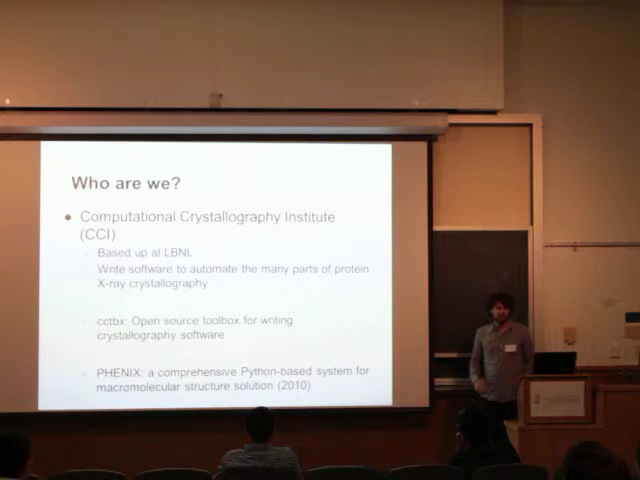 Who are we?
Computational Crystallography Institute
(CCI)
Based up at LBNL
Write software to automate the many parts of protein
X-ray crystallography
cctbx: Open source toolbox for writing
crystallography software
PHENIX: a comprehensive Python-based system for
macromolecular structure solution (2010)